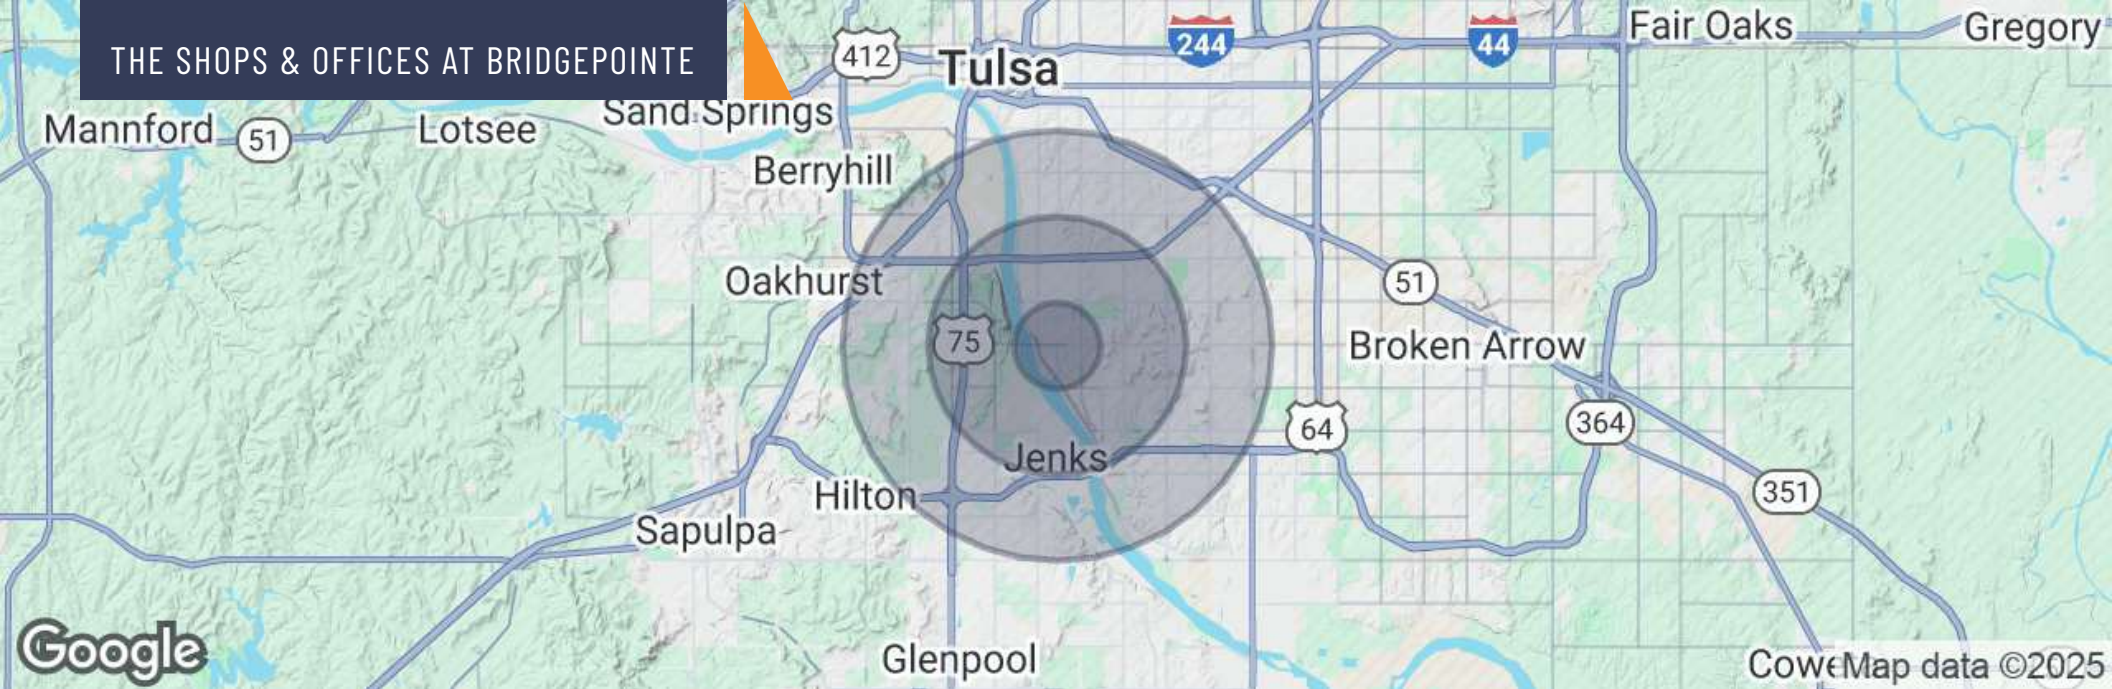 THE SHOPS & OFFICES AT BRIDGEPOINTE
412
Tulsa
244
44
Fair Oaks
Gregory
Sand Springs
Mannford
51
Lotsee
Berryhill
Oakhurst
51
75
Broken Arrow
64
364
Jenks
Hilton
351
Sapulpa
Google
Glenpool
Cowe
Map data ©2025